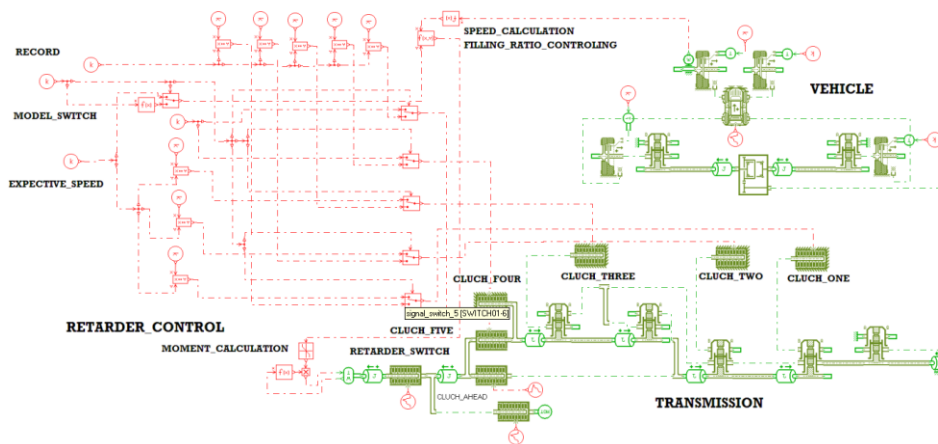 SPEED_CALCULATION
RECORD
FILLING_RATIO_CONTROLING
VEHICLE
MODEL_SWITCH
EXPECTIVE_SPEED
CLUCH_FOUR
CLUCH_THREE
CLUCH_TWO
CLUCH_ONE
signal_switch_5 [SWITCH01-6]
RETARDER_CONTROL
CLUCH_FIVE
MOMENT_CALCULATION
RETARDER_SWITCH
CLUCH_AHEAD
TRANSMISSION